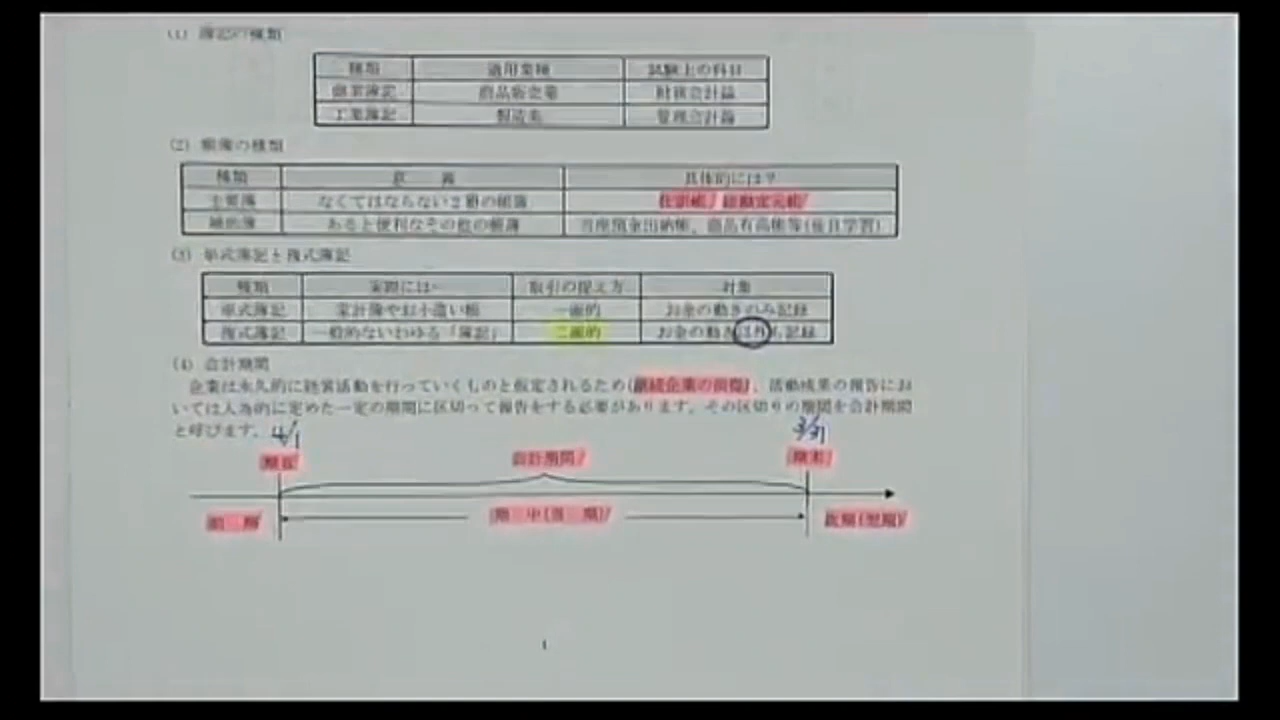 (1) 簿記の種類
種類 適用業種 試験上の科目
商業簿記 商品販売業 財務会計論
工業簿記 製造業 管理会計論
(2) 帳簿の種類
種類 意 義 具体的には？
主要簿 なくてはならない2冊の帳簿 仕訳帳/ 総勘定元帳/
補助簿 あると便利なその他の帳簿 当座預金出納帳、商品有高帳等(後日学習)
(3) 単式簿記と複式簿記
種類 実際には… 取引の捉え方 対象
単式簿記 家計簿やお小遣い帳 一面的 お金の動きのみ記録
複式簿記 一般的ないわゆる「簿記」 二面的 お金の動き以外も記録
(4) 会計期間
企業は永久的に経営活動を行っていくものと仮定されるため(継続企業の前提)、活動成果の報告にお
いては人為的に定めた一定の期間に区切って報告をする必要があります。その区切りの期間を会計期間
と呼びます。
4/1 3/31
期首/ 会計期間/ 期末/
前 期/ 期 中(当 期)/ 次期(翌期)/
1